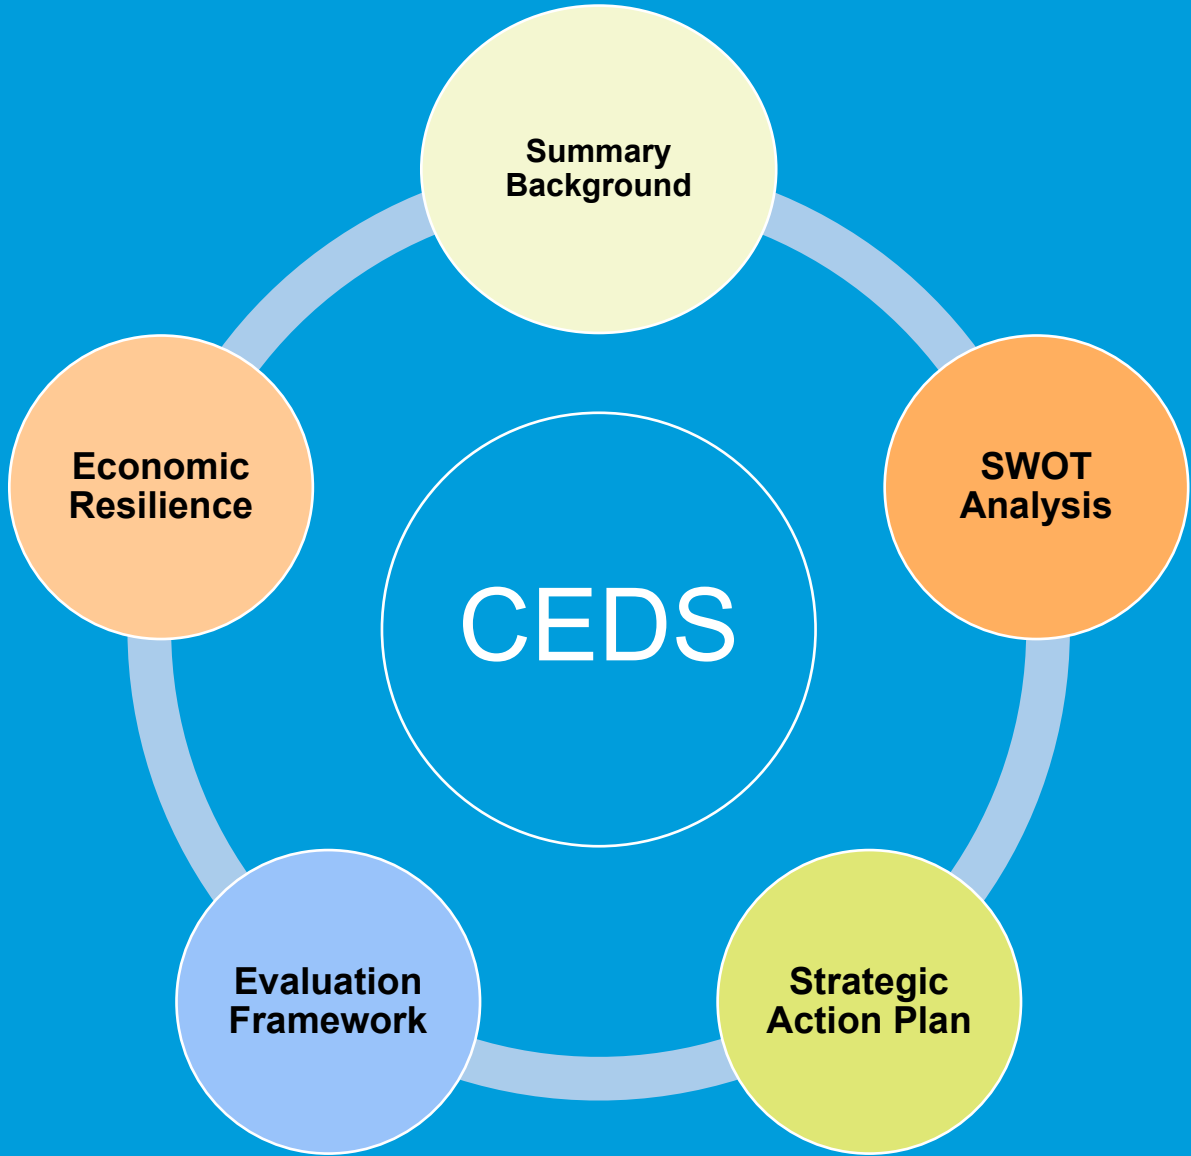 Summary
Background
SWOT
Analysis
Strategic
Action Plan
Evaluation
Framework
Economic
Resilience
CEDS